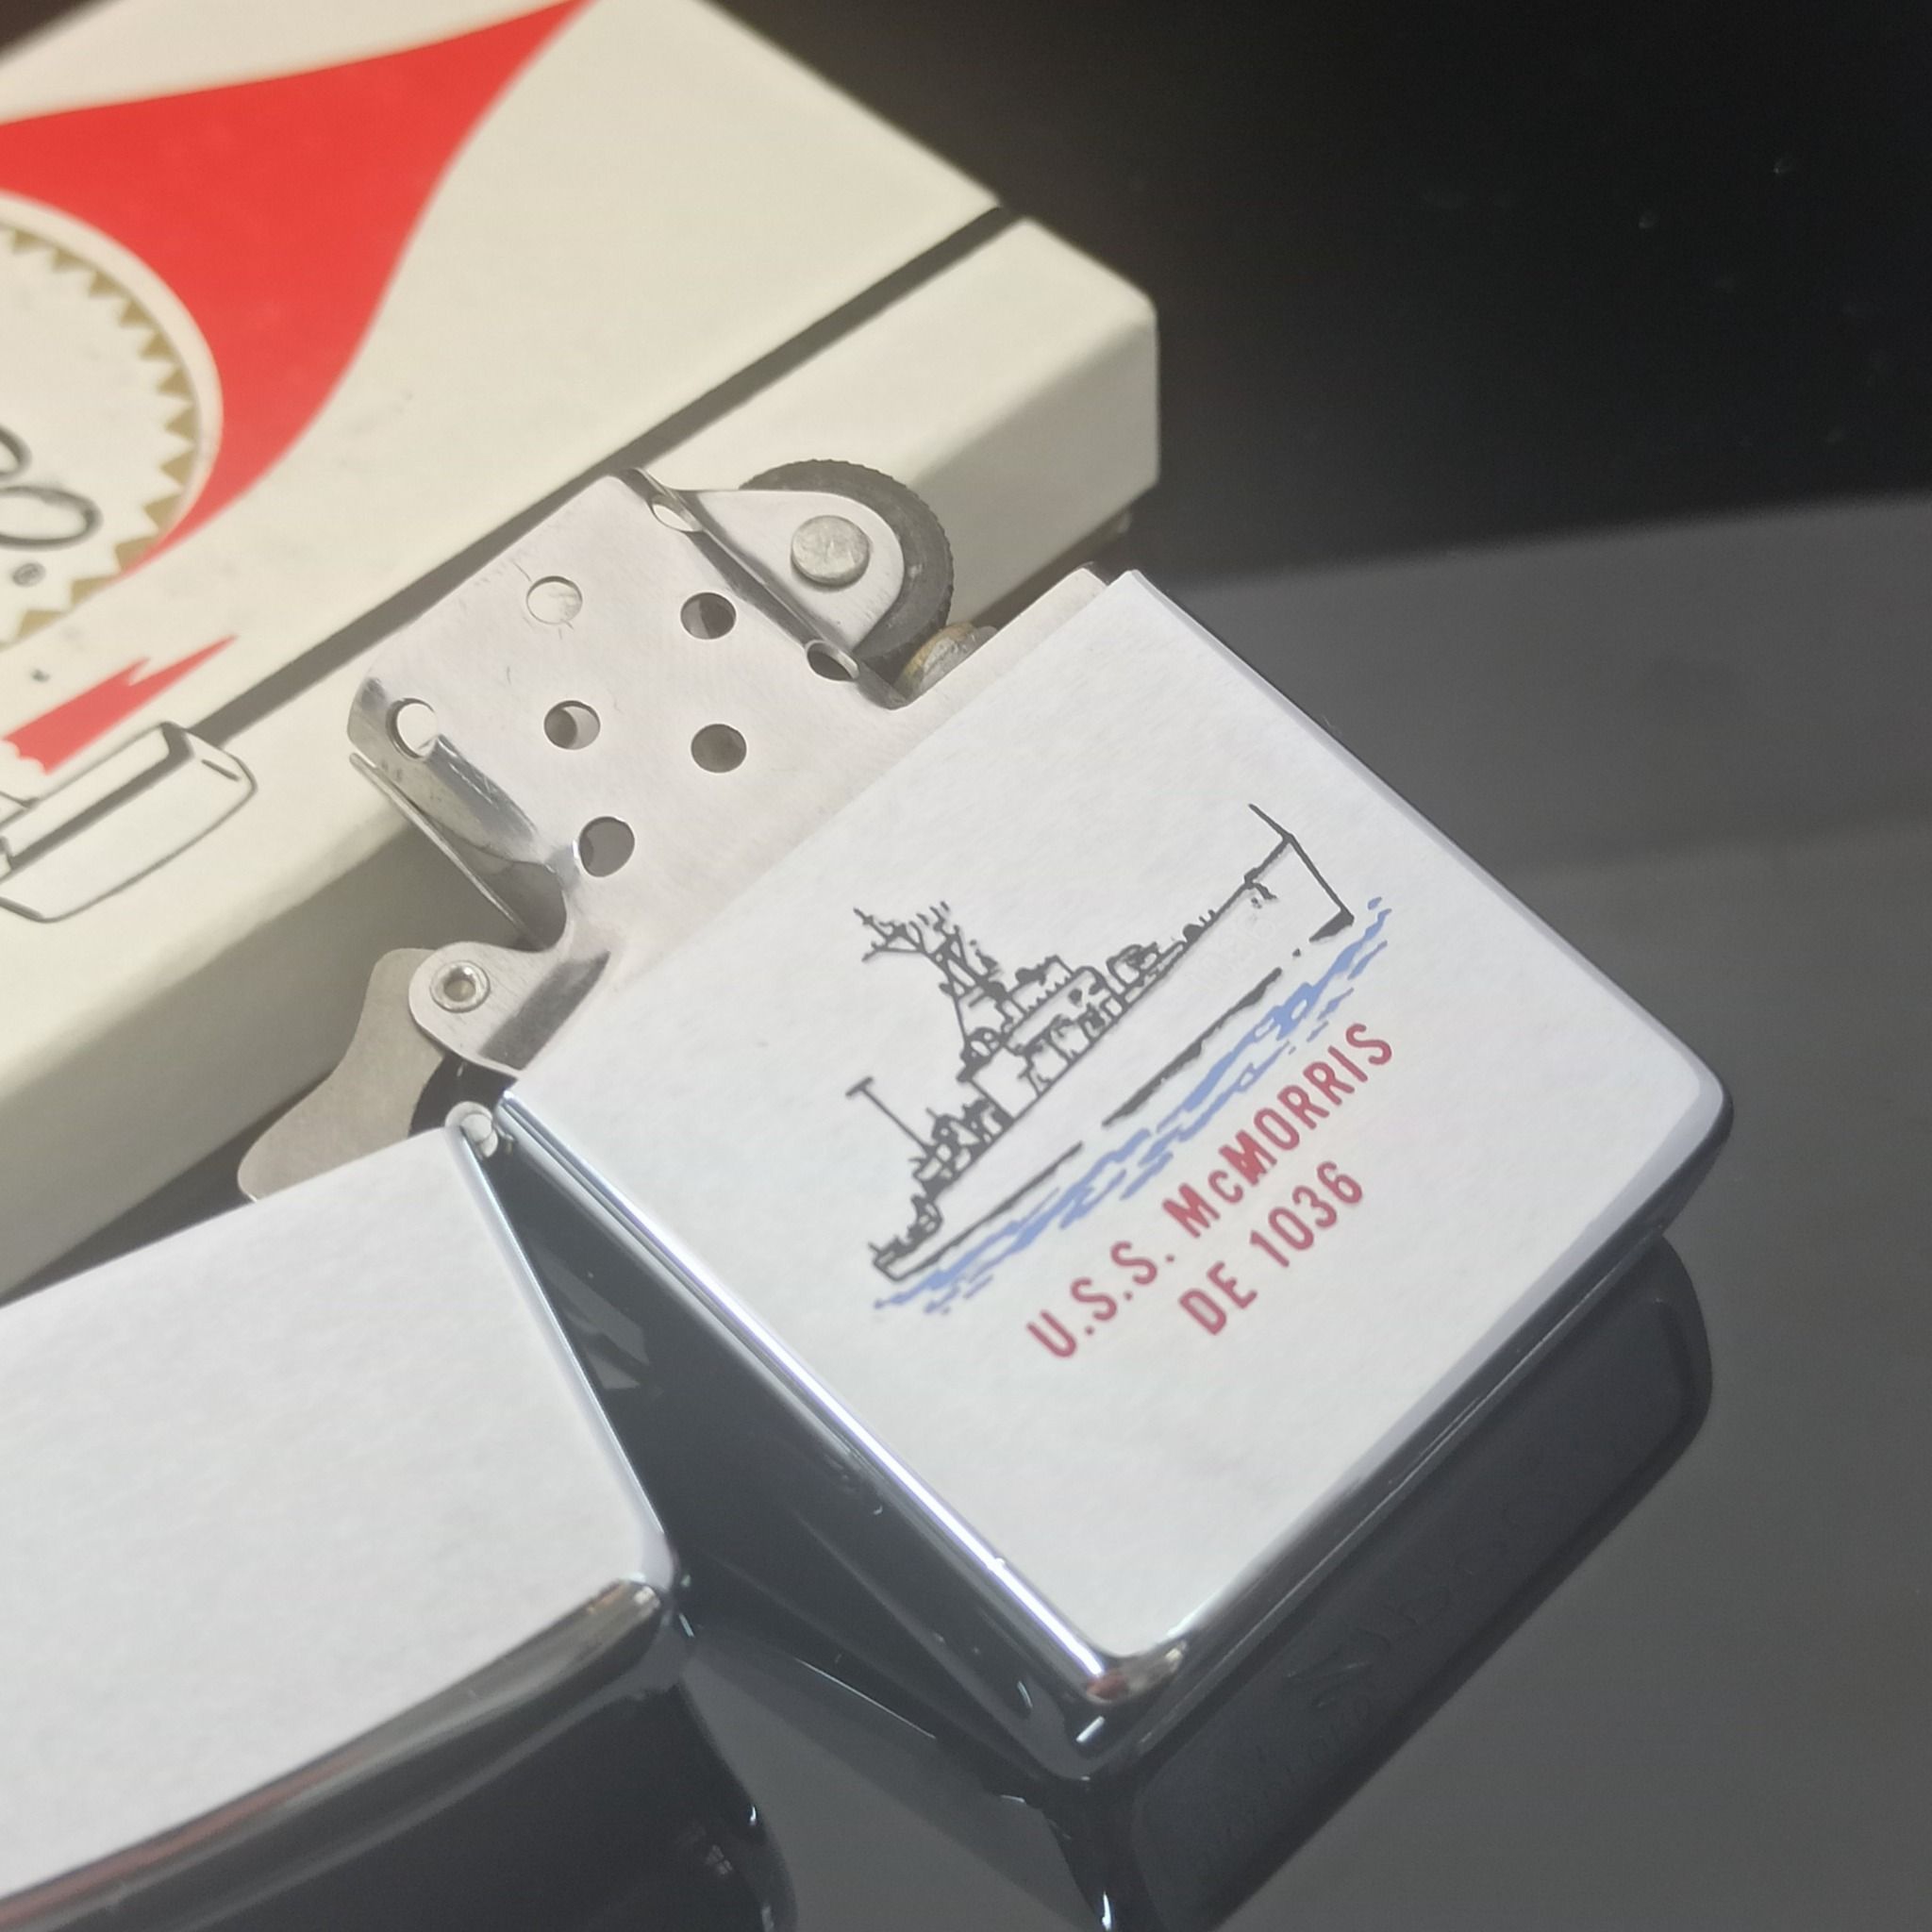 U.S.S. McMORRIS
DE 1036
®